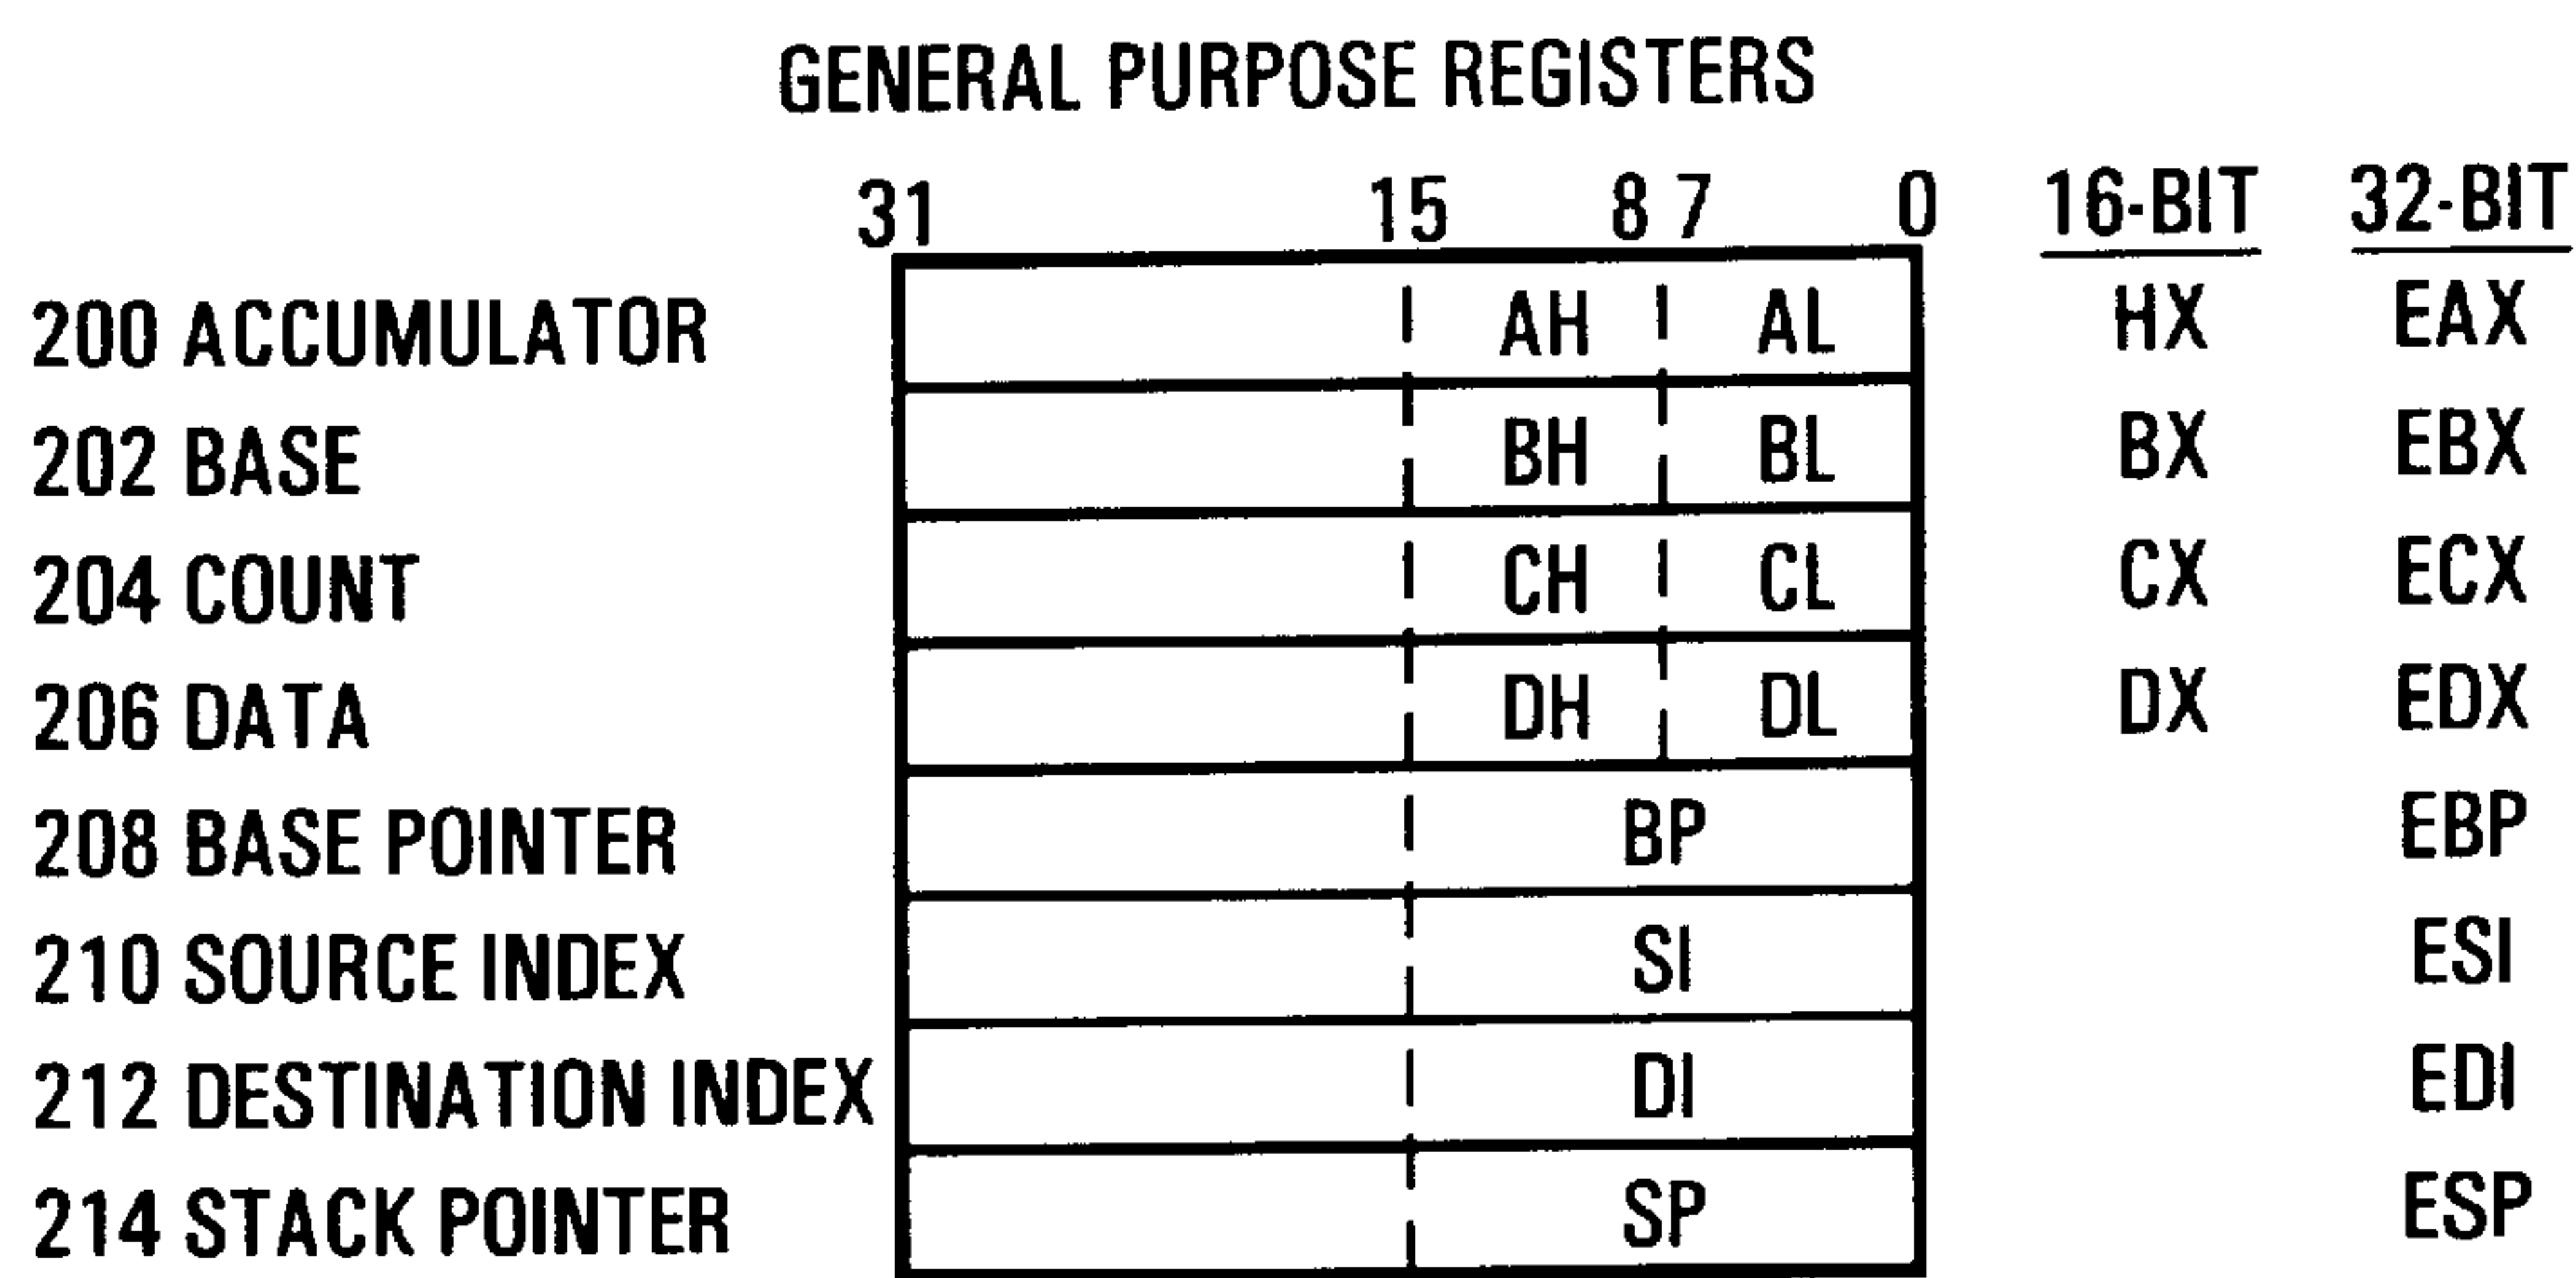 GENERAL PURPOSE REGISTERS
31 15 8 7 0 16-BIT 32-BIT
200 ACCUMULATOR AH AL HX EAX
202 BASE BH BL BX EBX
204 COUNT CH CL CX ECX
206 DATA DH DL DX EDX
208 BASE POINTER BP EBP
210 SOURCE INDEX SI ESI
212 DESTINATION INDEX DI EDI
214 STACK POINTER SP ESP